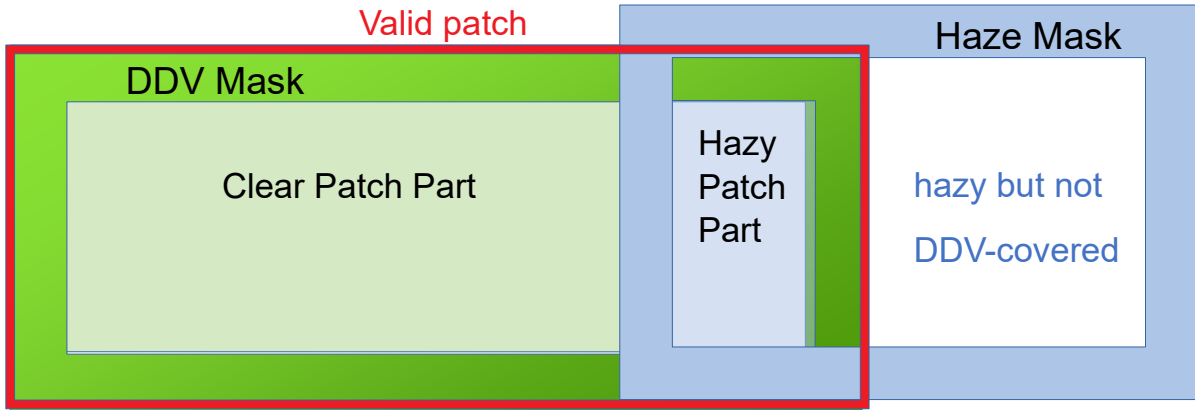 Valid patch
Haze Mask
DDV Mask
Clear Patch Part
Hazy
Patch
Part
hazy but not
DDV-covered